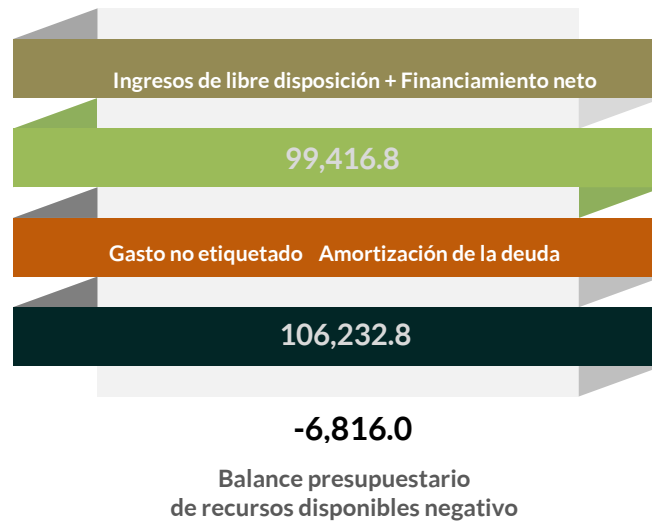 Ingresos de libre disposición + Financiamiento neto
99,416.8
Gasto no etiquetado Amortización de la deuda
106,232.8
-6,816.0
Balance presupuestario
de recursos disponibles negativo